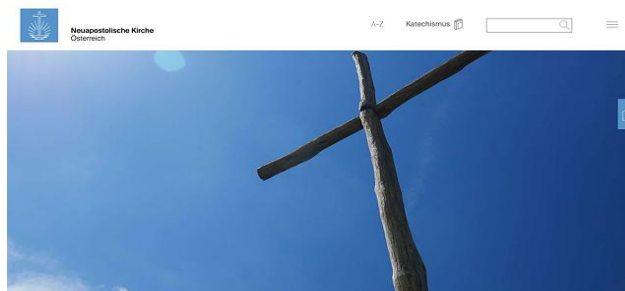 Neuapostolische Kirche
Österreich
A-Z
Katechismus